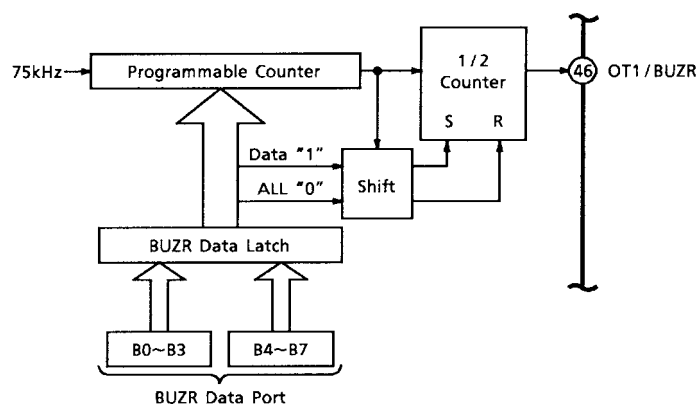 75kHz
Programmable Counter
1/2
Counter
S R
46
OT1/BUZR
Data "1"
ALL "0"
Shift
BUZR Data Latch
B0~B3
B4~B7
BUZR Data Port